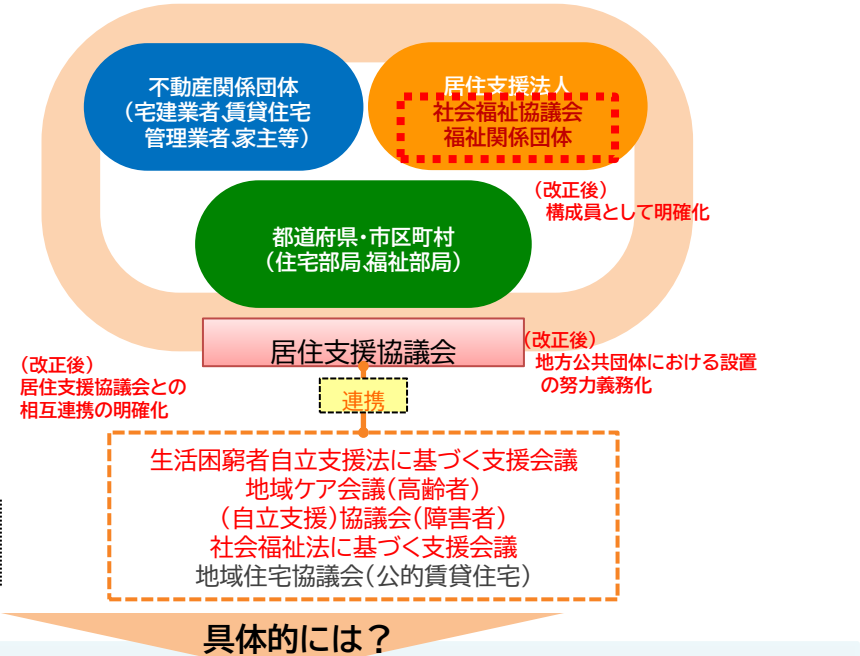 不動産関係団体
(宅建業者、賃貸住宅
管理業者、家主等)
居住支援法人
社会福祉協議会
福祉関係団体
(改正後)
構成員として明確化
都道府県・市区町村
(住宅部局、福祉部局)
居住支援協議会
(改正後)
地方公共団体における設置
の努力義務化
(改正後)
居住支援協議会との
相互連携の明確化
連携
生活困窮者自立支援法に基づく支援会議
地域ケア会議(高齢者)
(自立支援)協議会(障害者)
社会福祉法に基づく支援会議
地域住宅協議会(公的賃貸住宅)
具体的には?